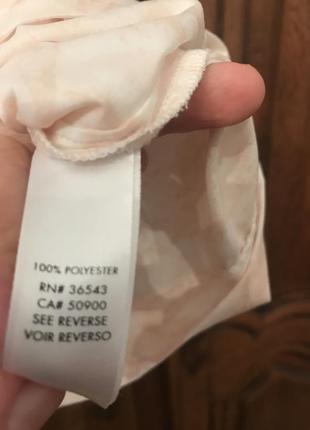 100% POLYESTER
RN# 36543
CA# 50900
SEE REVERSE
VOIR REVERSO